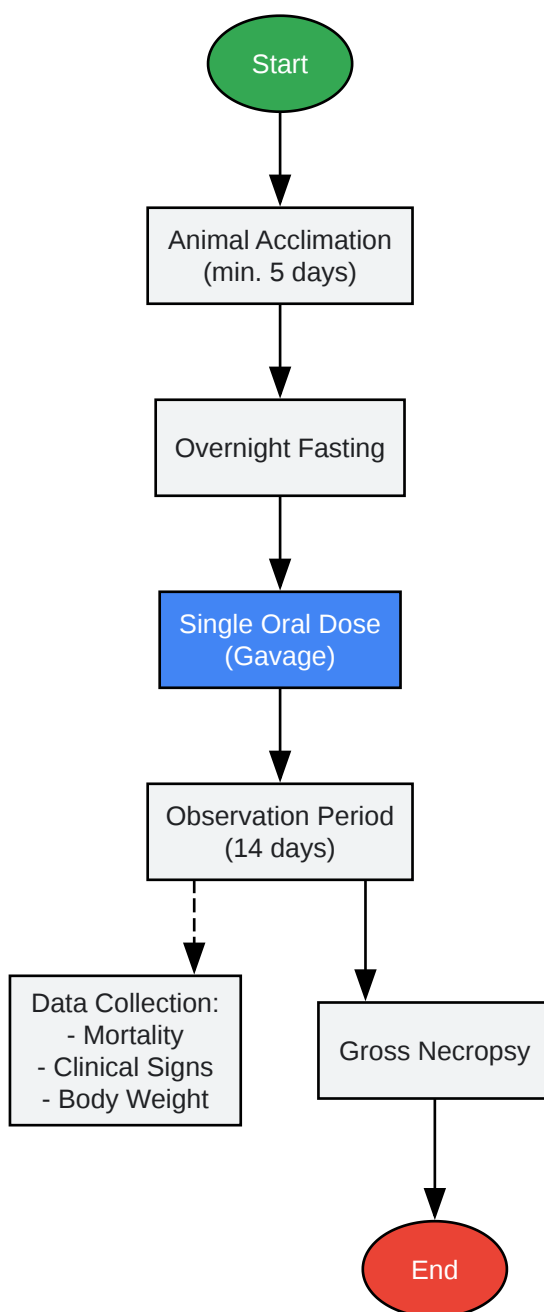 Start
Animal Acclimation
(min. 5 days)
Overnight Fasting
Single Oral Dose
(Gavage)
Observation Period
(14 days)
Data Collection:
- Mortality
- Clinical Signs
- Body Weight
Gross Necropsy
End